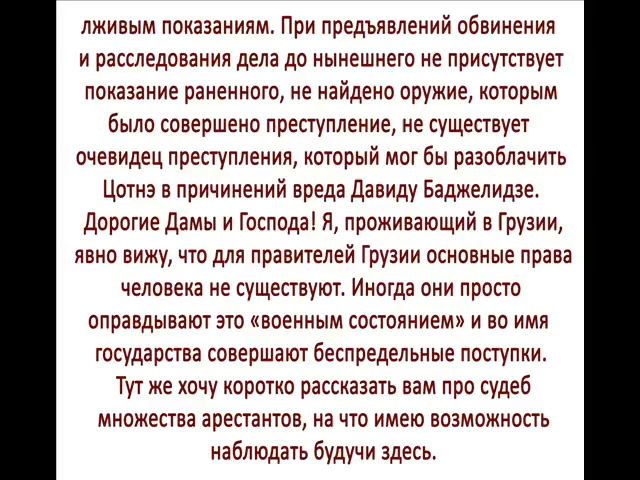 лживым показаниям. При предъявлений обвинения
и расследования дела до нынешнего не присутствует
показание раненного, не найдено оружие, которым
было совершено преступление, не существует
очевидец преступления, который мог бы разоблачить
Цотнэ в причинений вреда Давиду Баджелидзе.
Дорогие Дамы и Господа! Я, проживающий в Грузии,
явно вижу, что для правителей Грузии основные права
человека не существуют. Иногда они просто
оправдывают это «военным состоянием» и во имя
государства совершают беспредельные поступки.
Тут же хочу коротко рассказать вам про судеб
множества арестантов, на что имею возможность
наблюдать будучи здесь.